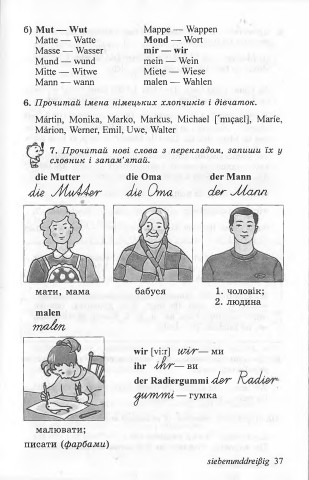 б) Mut — Wut Mappe — Wappen
Matte — Watte Mond — Wort
Masse — Wasser mir — wir
Mund — wund mein — Wein
Mitte — Witwe Miete — Wiese
Mann — wann malen — Wahlen
6. Прочитай імена німецьких хлопчиків і дівчаток.
Mártin, Monika, Marko, Markus, Michael [ˈmıçaɛl], Marie,
Márion, Werner, Emil, Uwe, Walter
7. Прочитай нові слова з перекладом, запиши їх у
словник і запам'ятай.
die Mutter die Oma der Mann
die Mutter die Oma der Mann
мати, мама бабуся 1. чоловік;
2. людина
malen
malen
wir [vi:r] wir — ми
ihr ihr — ви
der Radiergummi der Radier-
gummi — гумка
малювати;
писати (фарбами)
siebenunddreißig 37